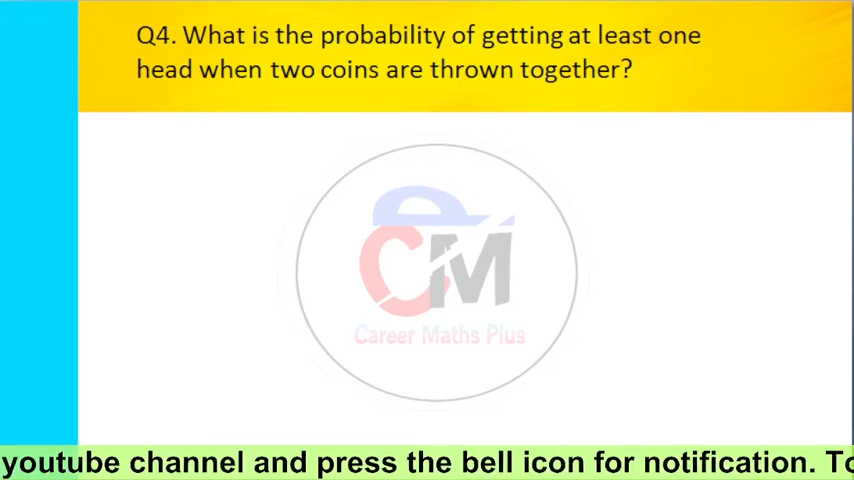 Q4. What is the probability of getting at least one
head when two coins are thrown together?
CM
Career Maths Plus
youtube channel and press the bell icon for notification. To